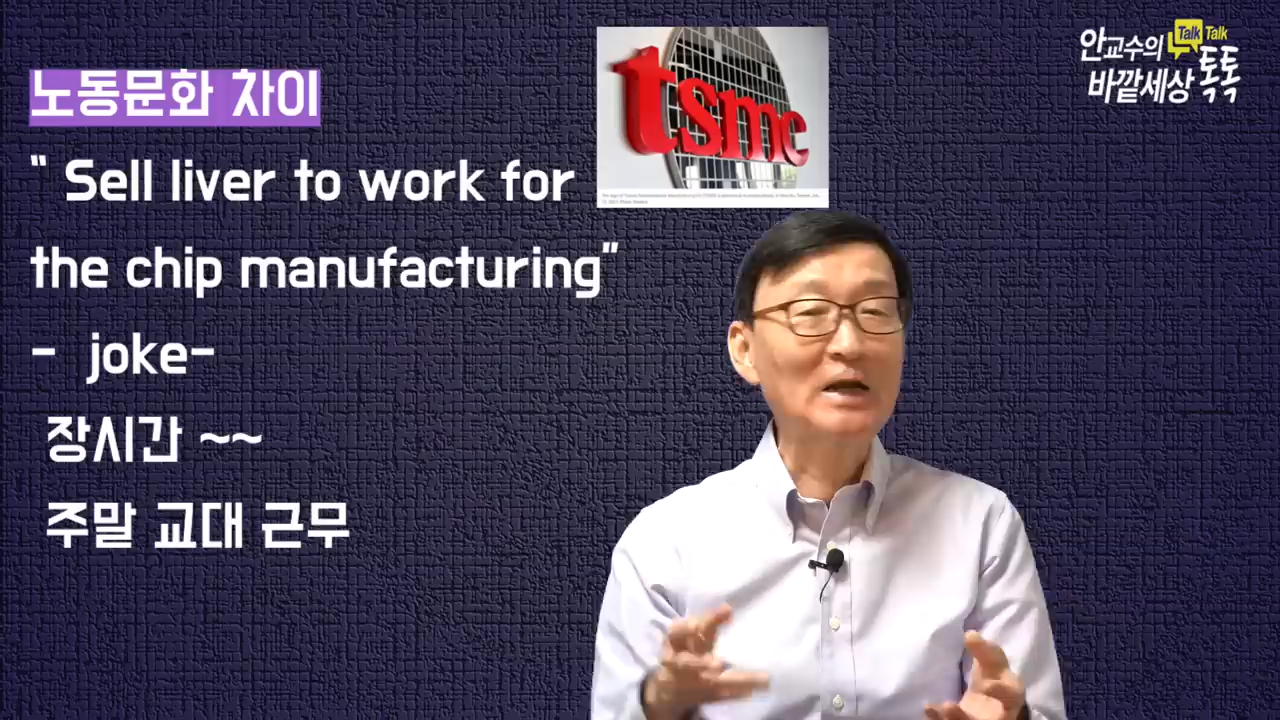 노동문화 차이
" Sell liver to work for
the chip manufacturing"
- joke-
장시간 ~~
주말 교대 근무
tsmc
안교수의 Talk Talk
바깥세상 톡톡